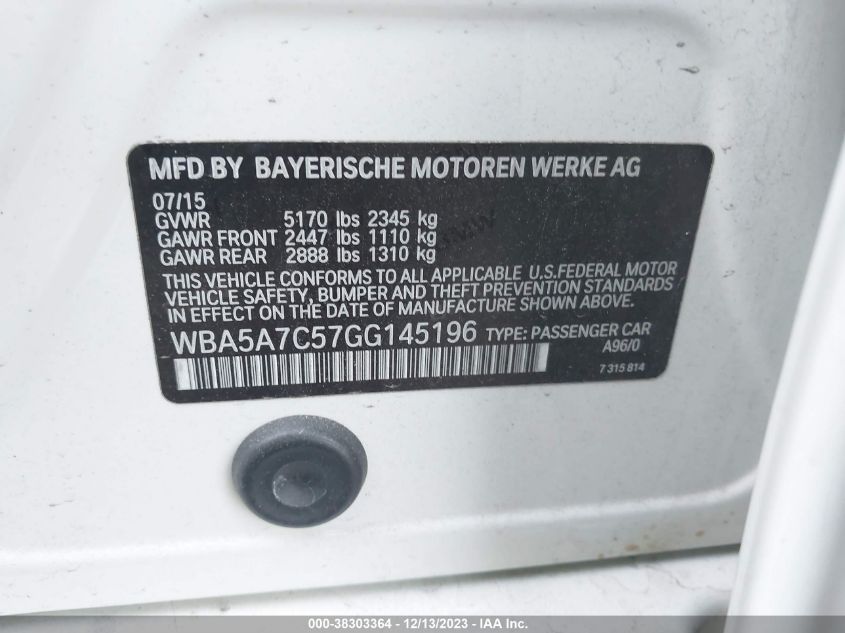 MFD BY BAYERISCHE MOTOREN WERKE AG
07/15
GVWR 5170 lbs 2345 kg
GAWR FRONT 2447 lbs 1110 kg
GAWR REAR 2888 lbs 1310 kg
BMW
THIS VEHICLE CONFORMS TO ALL APPLICABLE U.S.FEDERAL MOTOR
VEHICLE SAFETY, BUMPER AND THEFT PREVENTION STANDARDS
IN EFFECT ON THE DATE OF MANUFACTURE SHOWN ABOVE.
WBA5A7C57GG145196 TYPE: PASSENGER CAR
A96/0
7 315 814
000-38303364 - 12/13/2023 - IAA Inc.